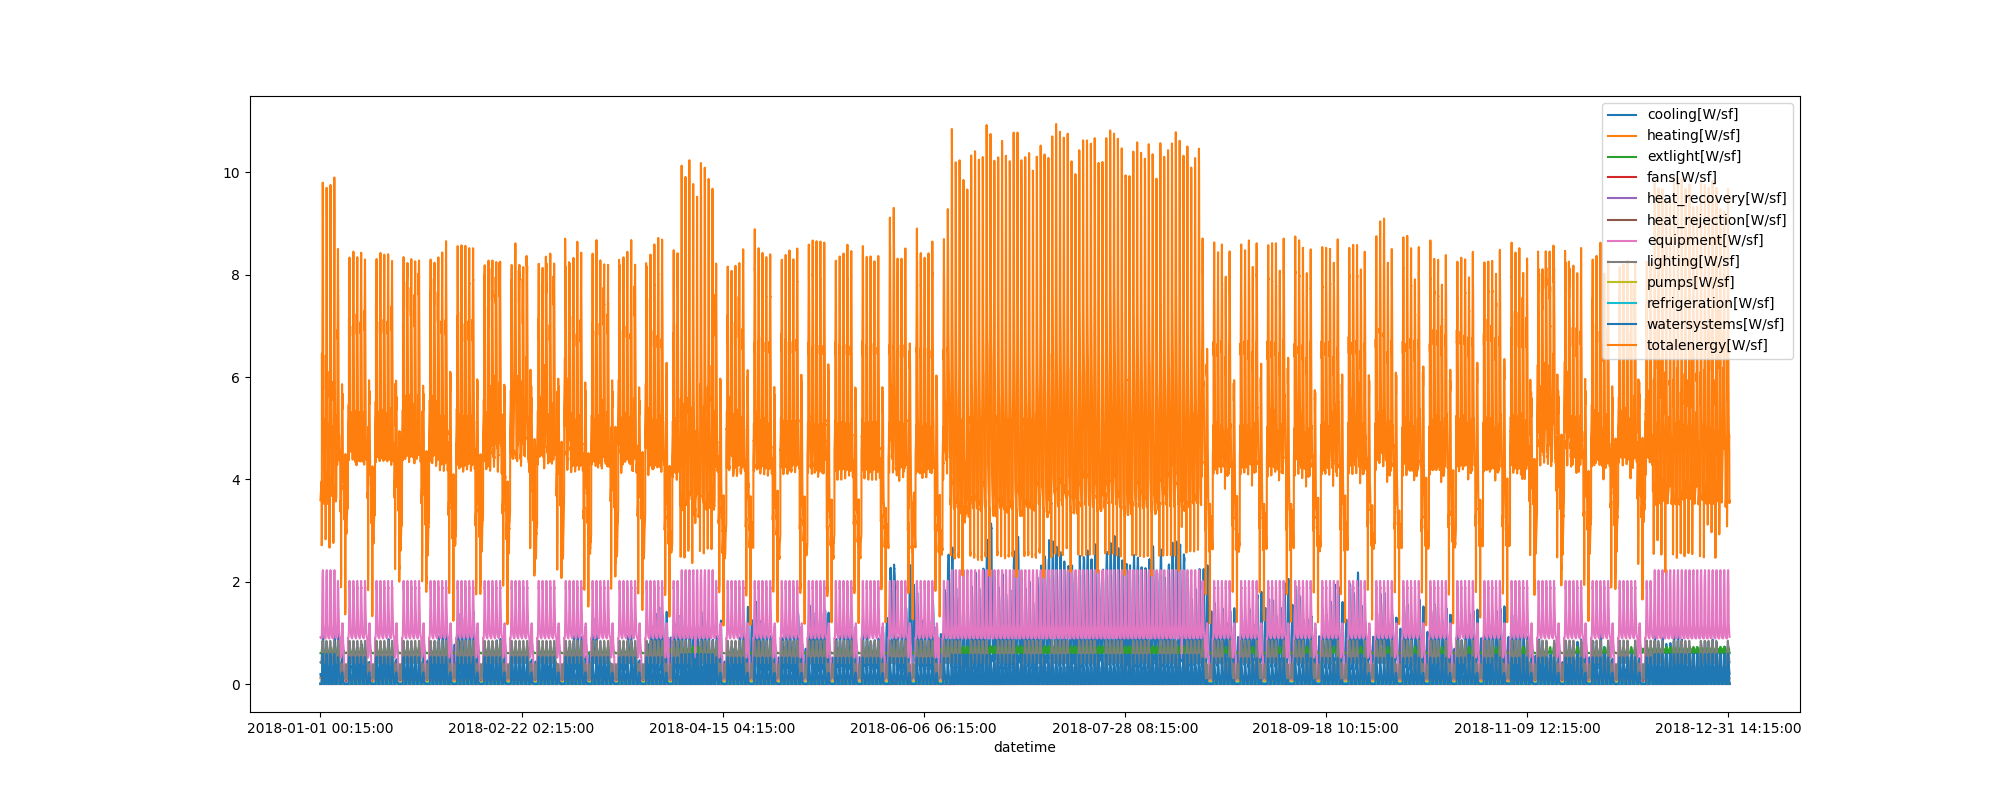 cooling[W/sf]
heating[W/sf]
extlight[W/sf]
fans[W/sf]
heat_recovery[W/sf]
heat_rejection[W/sf]
equipment[W/sf]
lighting[W/sf]
pumps[W/sf]
refrigeration[W/sf]
watersystems[W/sf]
totalenergy[W/sf]
10
8
6
4
2
0
2018-01-01 00:15:00 2018-02-22 02:15:00 2018-04-15 04:15:00 2018-06-06 06:15:00 2018-07-28 08:15:00 2018-09-18 10:15:00 2018-11-09 12:15:00 2018-12-31 14:15:00
datetime